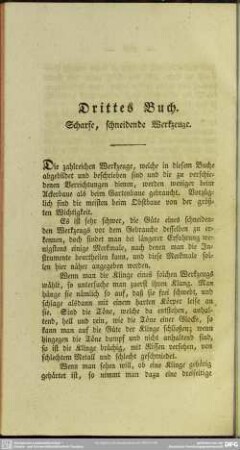 Drittes Buch.
Scharfe, schneidende Werkzeuge.
Die zahlreichen Werkzeuge, welche in diesem Buche
abgebildet und beschrieben sind und die zu verschie-
denen Verrichtungen dienen, werden weniger beim
Ackerbaue als beim Gartenbaue gebraucht. Vorzüg-
lich sind die meisten beim Obstbaue von der größ-
ten Wichtigkeit.
Es ist sehr schwer, die Güte eines schneiden-
den Werkzeugs vor dem Gebrauche desselben zu er-
kennen, doch findet man bei längerer Erfahrung we-
nigstens einige Merkmale, nach denen man die In-
strumente beurtheilen kann, und diese Merkmale sol-
len hier näher angegeben werden.
Wenn man die Klinge eines solchen Werkzeugs
wählt, so untersuche man zuerst ihren Klang. Man
hänge sie nämlich so auf, daß sie frei schwebt, und
schlage alsdann mit einem harten Körper leise an
sie. Sind die Töne, welche da entstehen, anhal-
tend, hell und rein, wie die Töne einer Glocke, so
kann man auf die Güte der Klinge schließen; wenn
hingegen die Töne dumpf und nicht anhaltend sind,
so ist die Klinge brüchig, mit Rissen versehen, von
schlechtem Metall und schlecht geschmiedet.
Wenn man sehen will, ob eine Klinge gehörig
gehärtet ist, so nimmt man dazu eine dreiseitige